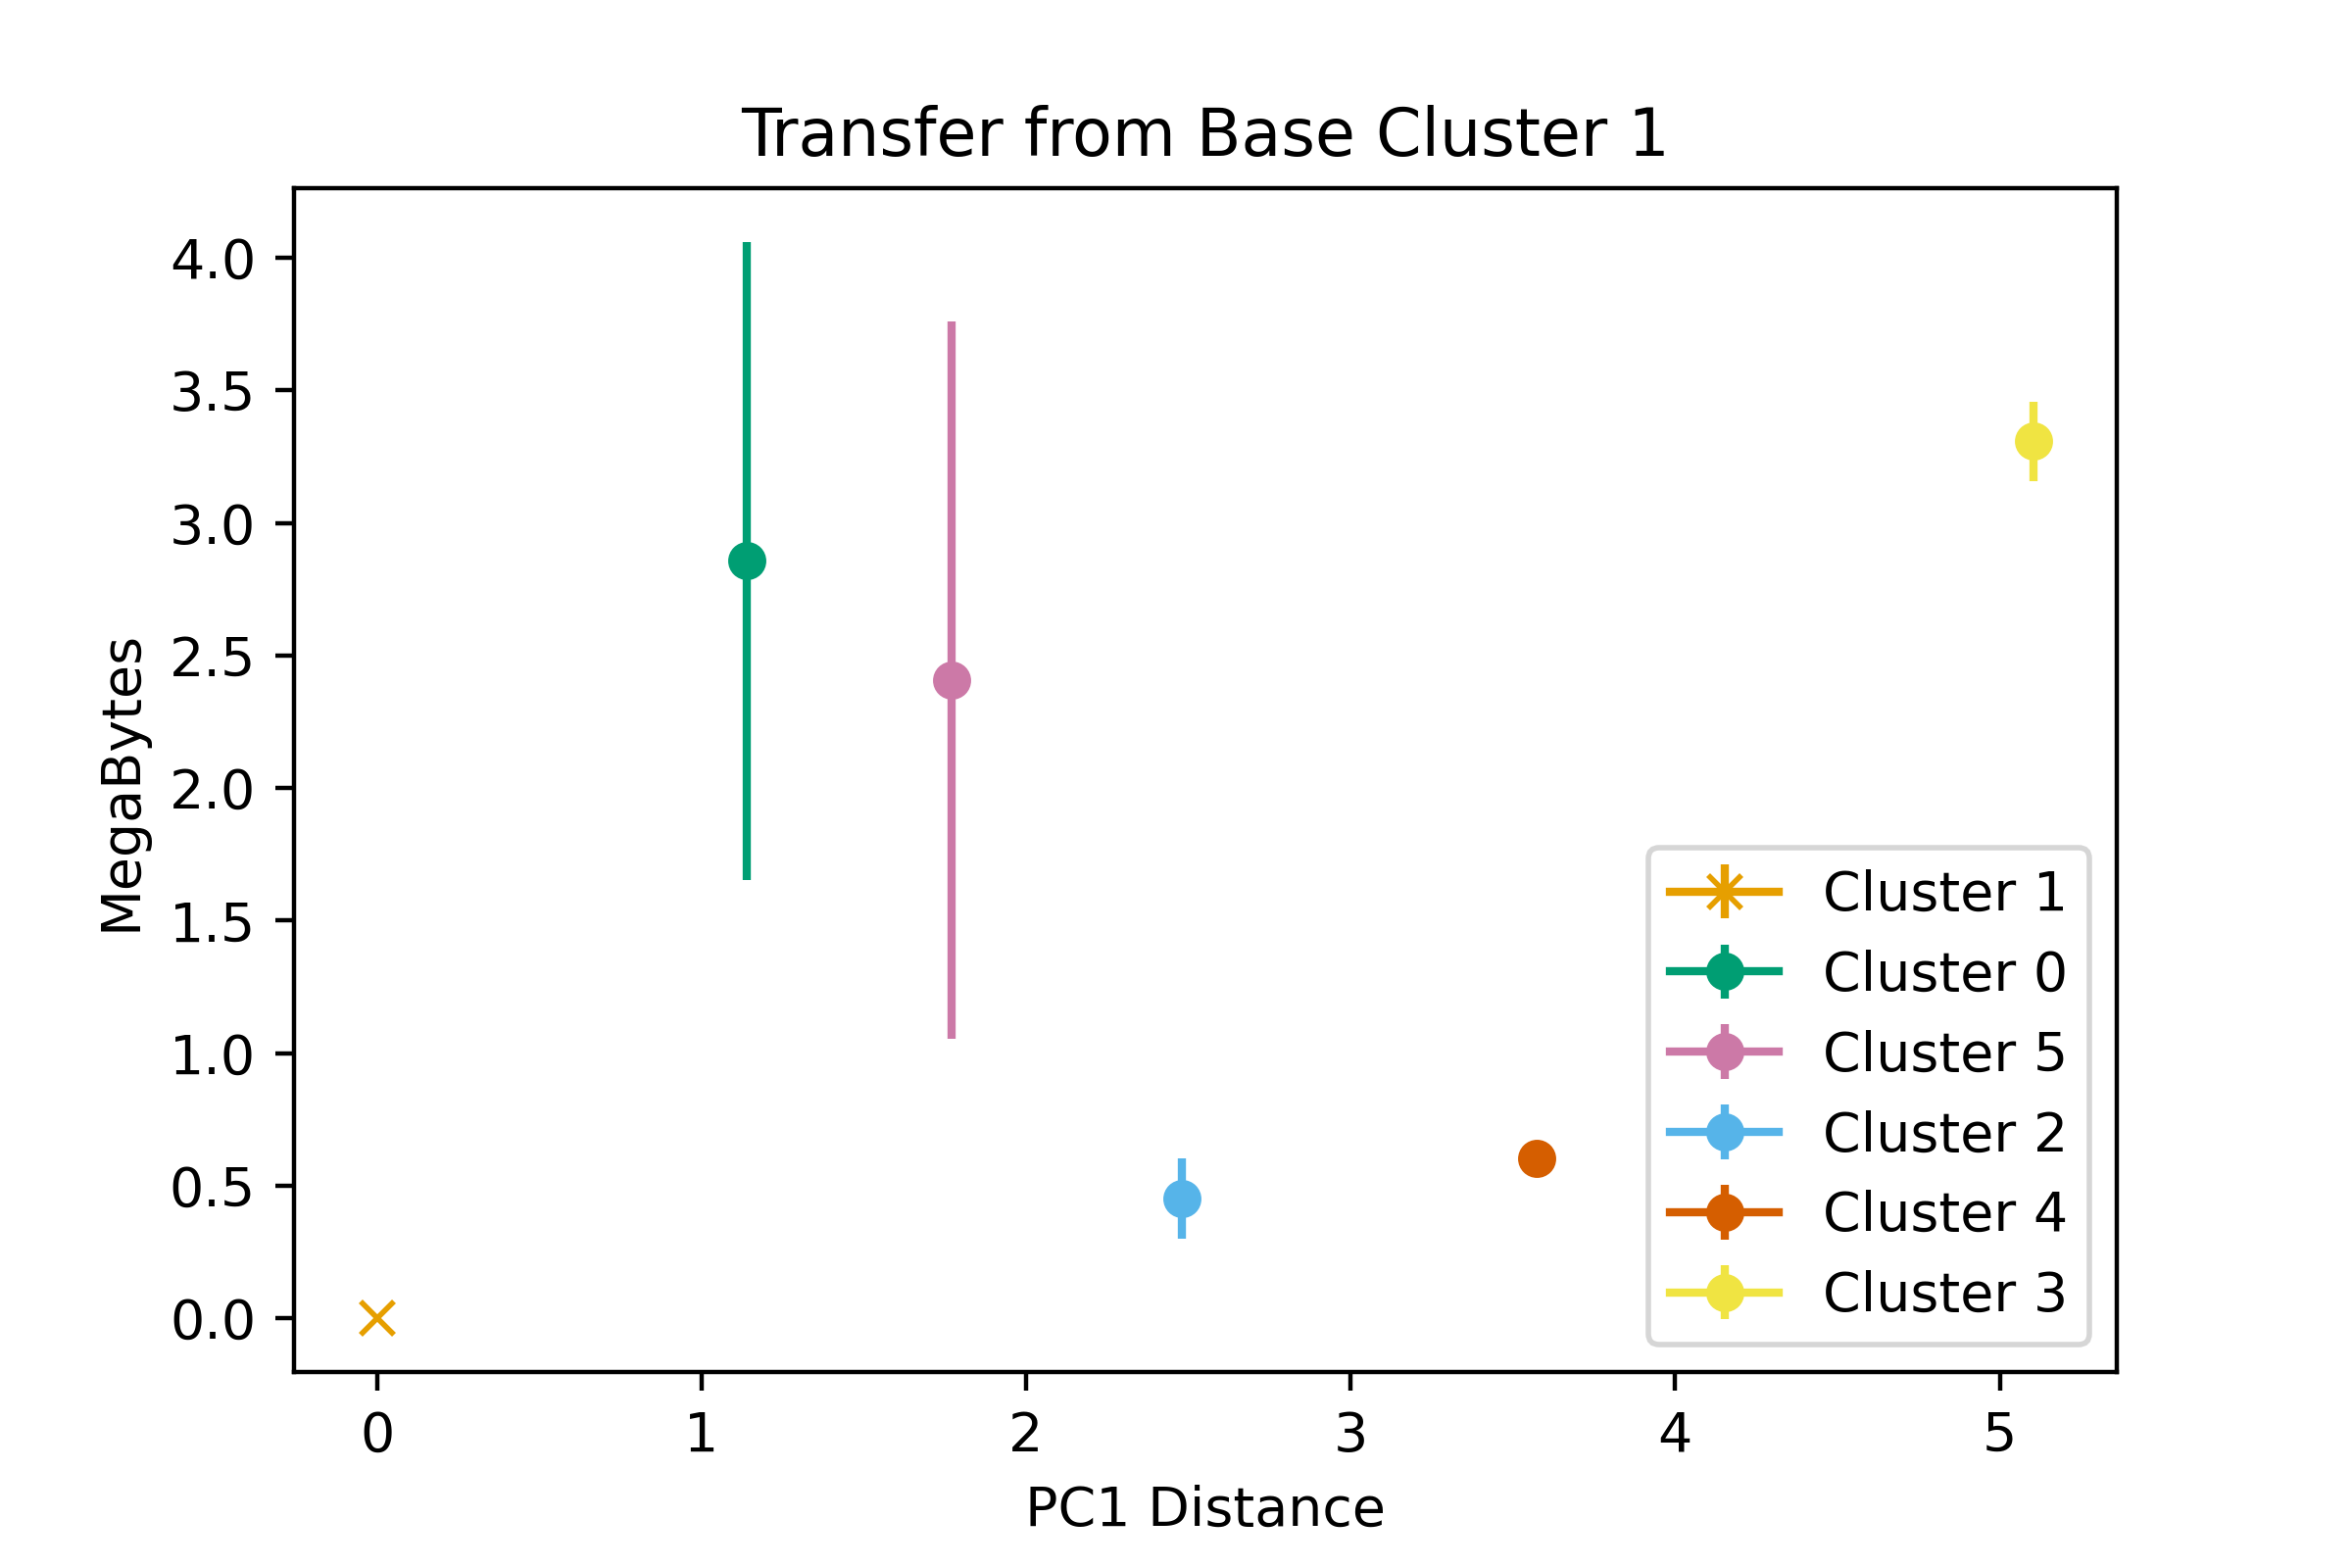 Transfer from Base Cluster 1
MegaBytes
4.0
3.5
3.0
2.5
2.0
1.5
1.0
0.5
0.0
Cluster 1
Cluster 0
Cluster 5
Cluster 2
Cluster 4
Cluster 3
0 1 2 3 4 5
PC1 Distance